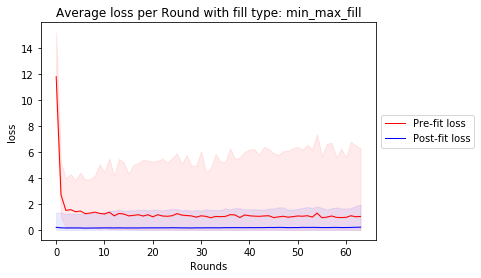 Average loss per Round with fill type: min_max_fill
14
12
10
8
6
4
2
0
loss
0 10 20 30 40 50 60
Rounds
Pre-fit loss
Post-fit loss